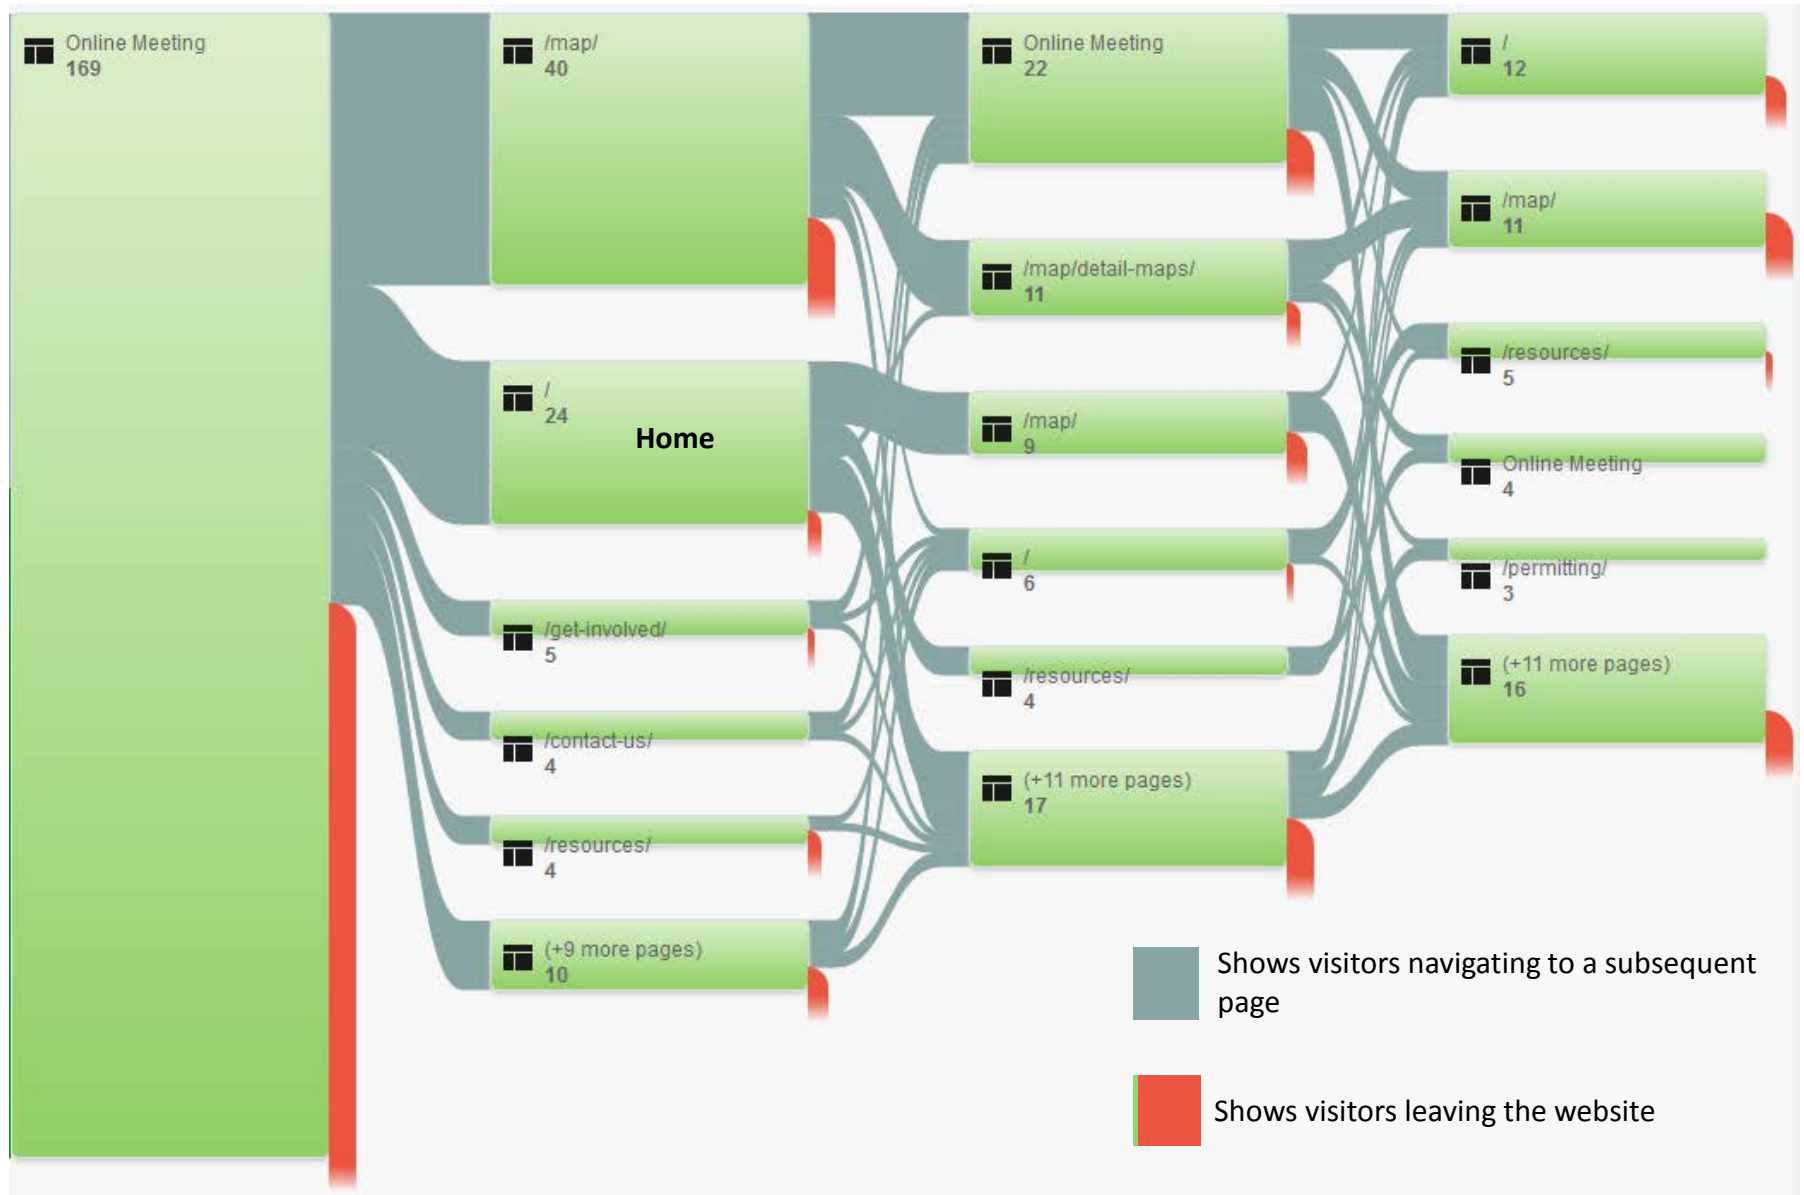 Online Meeting
169
/map/
40
/
24
Home
/get-involved/
5
/contact-us/
4
/resources/
4
(+9 more pages)
10
Online Meeting
22
/map/detail-maps/
11
/map/
9
/
6
/resources/
4
(+11 more pages)
17
/
12
/map/
11
/resources/
5
Online Meeting
4
/permitting/
3
(+11 more pages)
16
Shows visitors navigating to a subsequent
page
Shows visitors leaving the website